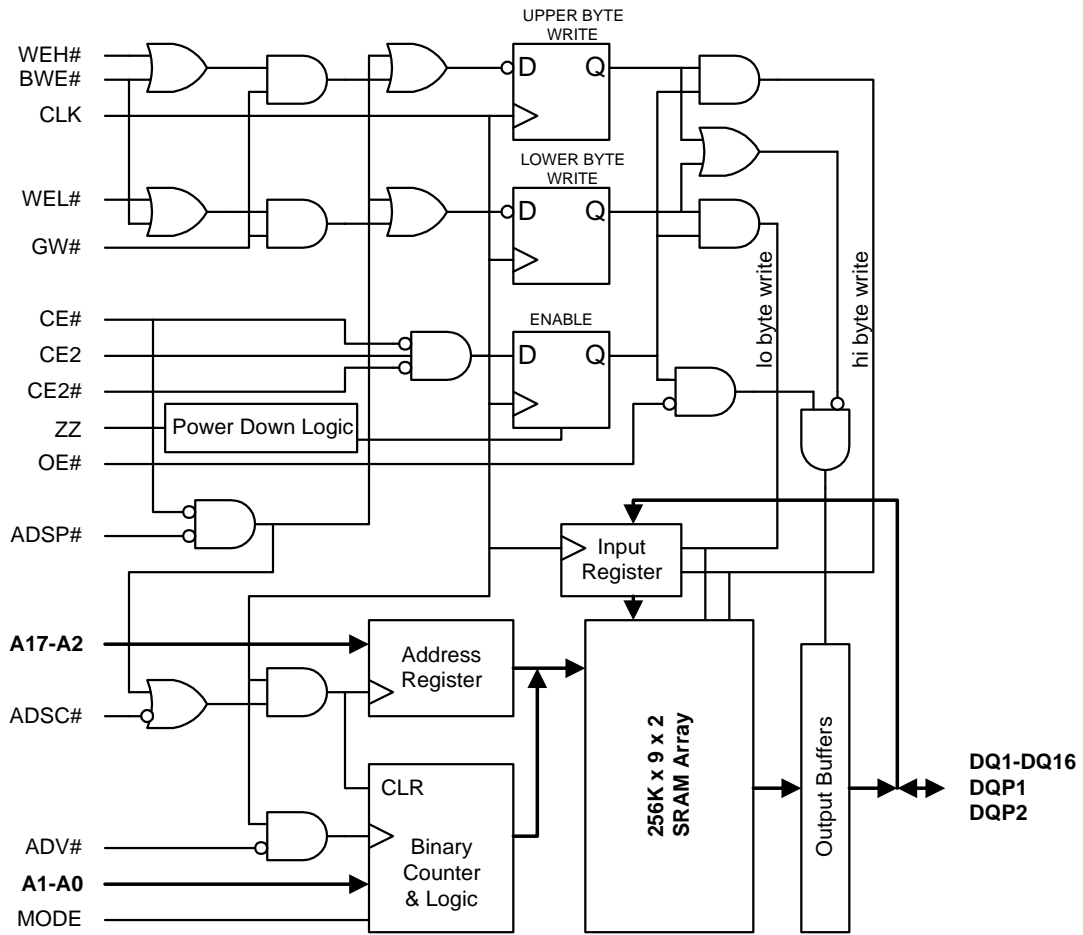 UPPER BYTE
WRITE
WEH#
BWE#
CLK
D
Q
LOWER BYTE
WRITE
WEL#
GW#
D
Q
lo byte write
hi byte write
CE#
CE2
CE2#
ENABLE
D
Q
ZZ
Power Down Logic
OE#
ADSP#
Input
Register
A17-A2
Address
Register
ADSC#
256K x 9 x 2
SRAM Array
Output Buffers
DQ1-DQ16
DQP1
DQP2
CLR
ADV#
Binary
Counter
& Logic
A1-A0
MODE